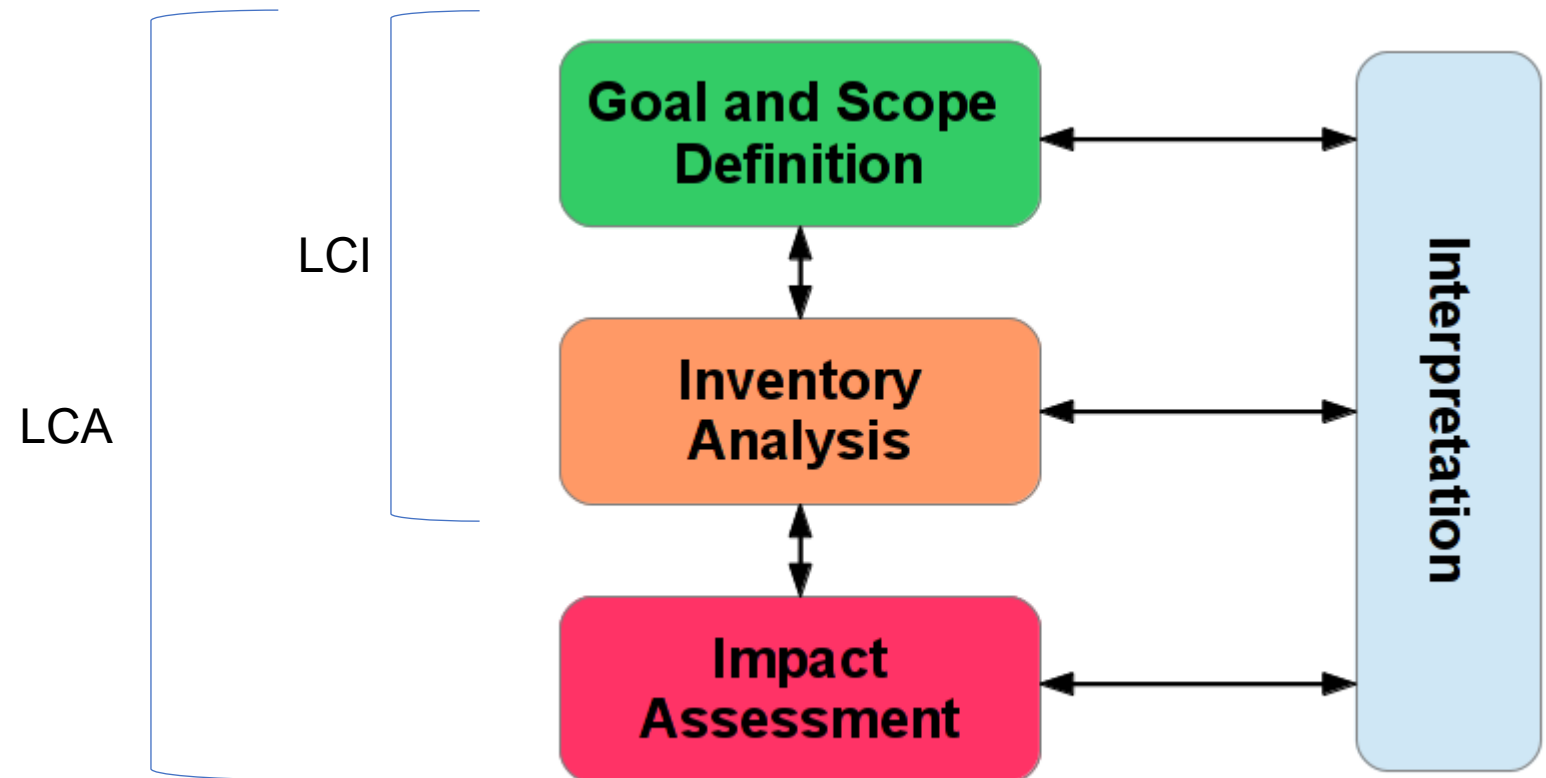 LCA
LCI
Goal and Scope
Definition
Inventory
Analysis
Impact
Assessment
Interpretation